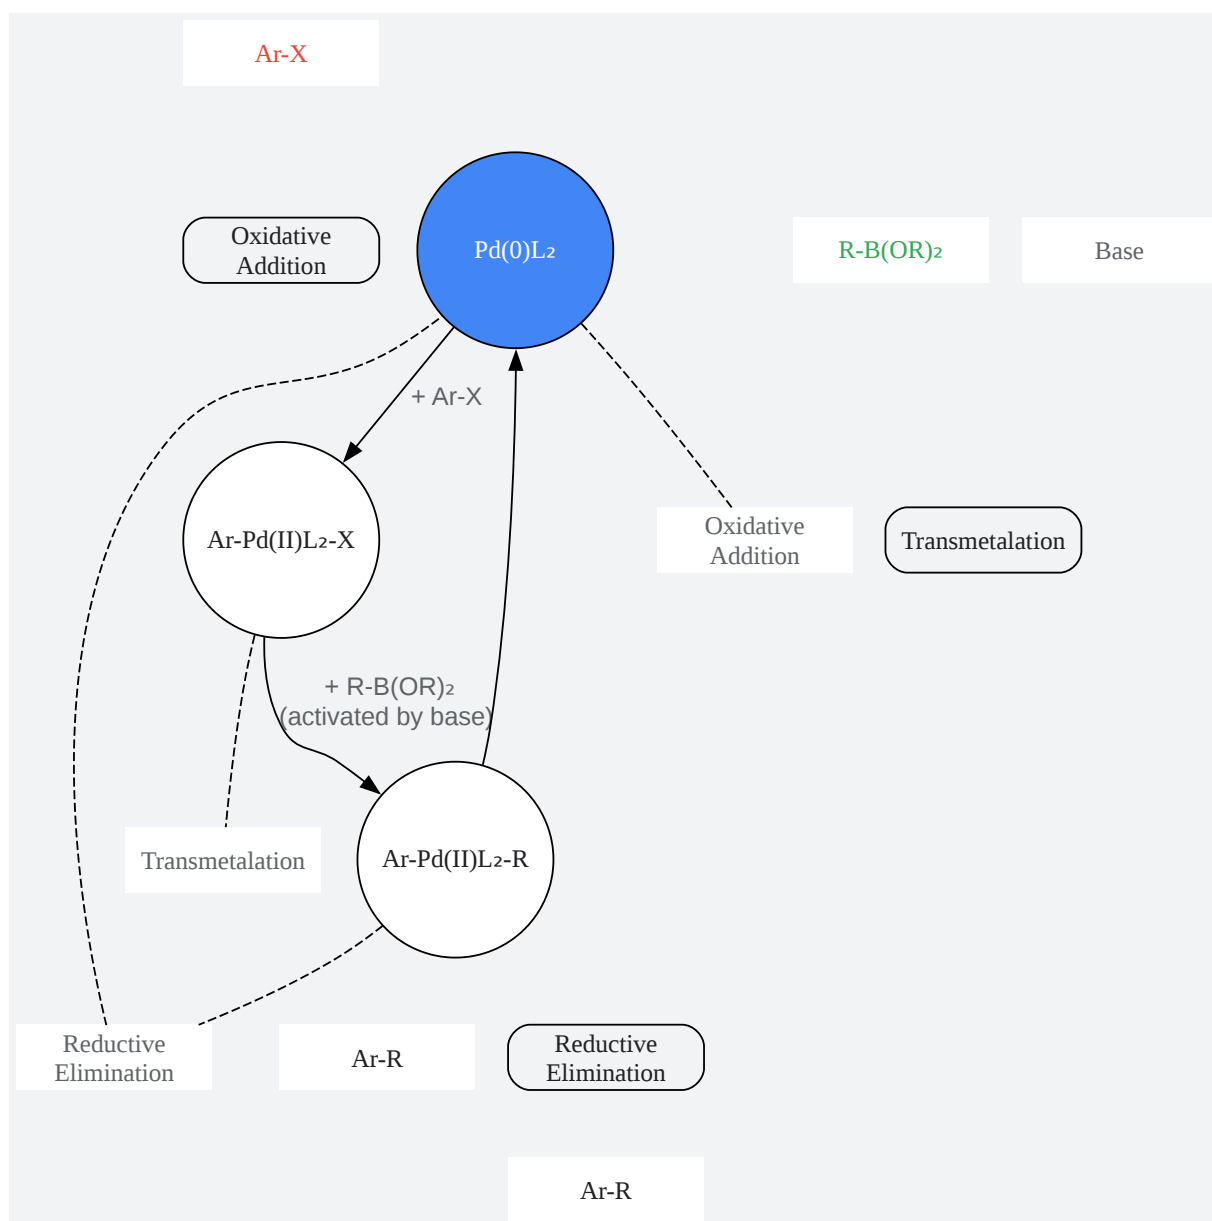 Ar-X
Oxidative
Addition
Pd(0)L₂
R-B(OR)₂
Base
+ Ar-X
Ar-Pd(II)L₂-X
Oxidative
Addition
Transmetalation
+ R-B(OR)₂
(activated by base)
Transmetalation
Ar-Pd(II)L₂-R
Reductive
Elimination
Ar-R
Reductive
Elimination
Ar-R